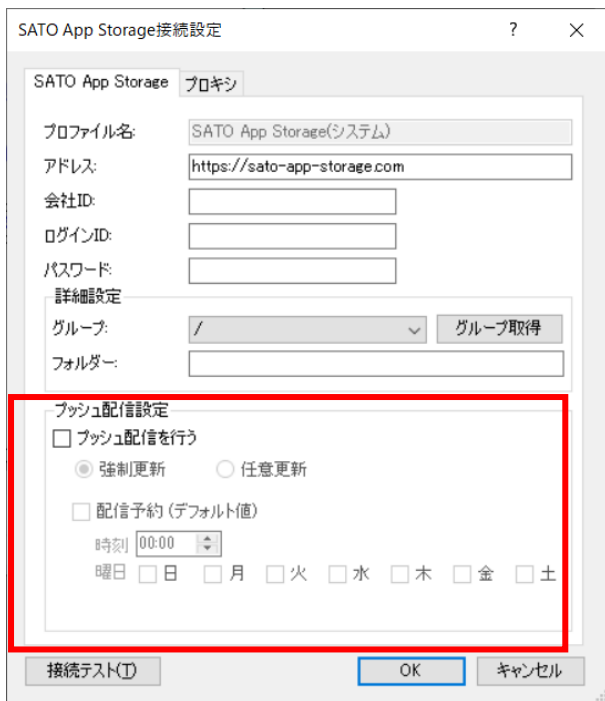 SATO App Storage接続設定 ? ×
SATO App Storage プロキシ
プロファイル名: SATO App Storage(システム)
アドレス: https://sato-app-storage.com
会社ID:
ログインID:
パスワード:
詳細設定
グループ: / グループ取得
フォルダー:
プッシュ配信設定
プッシュ配信を行う
強制更新 任意更新
配信予約(デフォルト値)
時刻 00:00
曜日 日 月 火 水 木 金 土
接続テスト(T) OK キャンセル